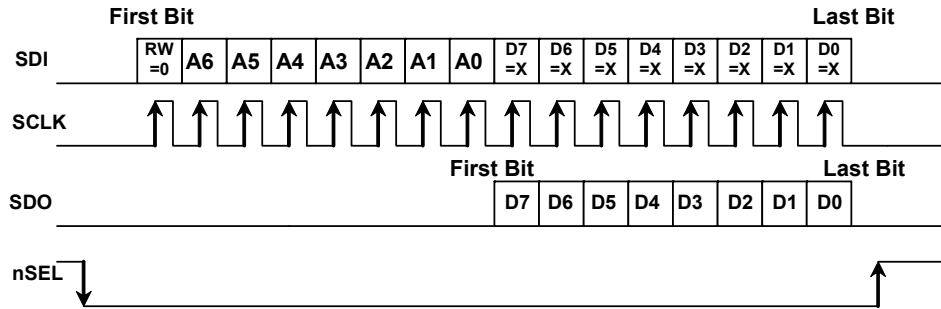 First Bit Last Bit
SDI RW =0 A6 A5 A4 A3 A2 A1 A0 D7 =X D6 =X D5 =X D4 =X D3 =X D2 =X D1 =X D0 =X
SCLK
First Bit Last Bit
SDO D7 D6 D5 D4 D3 D2 D1 D0
nSEL